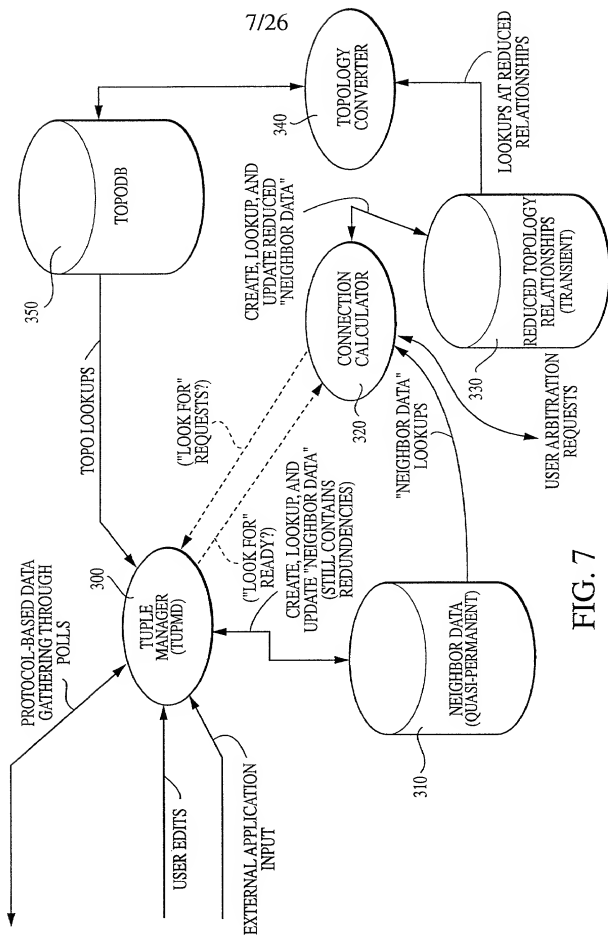 7/26
PROTOCOL-BASED DATA
GATHERING THROUGH
POLLS
USER EDITS
EXTERNAL APPLICATION
INPUT
300
TUPLE
MANAGER
(TUPMD)
TOPO LOOKUPS
350
TOPODB
("LOOK FOR"
REQUESTS?)
("LOOK FOR"
READY?)
CREATE, LOOKUP, AND
UPDATE "NEIGHBOR DATA"
(STILL CONTAINS
REDUNDENCIES)
310
NEIGHBOR DATA
(QUASI-PERMANENT)
"NEIGHBOR DATA"
LOOKUPS
320
CONNECTION
CALCULATOR
CREATE, LOOKUP, AND
UPDATE REDUCED
"NEIGHBOR DATA"
340
TOPOLOGY
CONVERTER
330
REDUCED TOPOLOGY
RELATIONSHIPS
(TRANSIENT)
USER ARBITRATION
REQUESTS
LOOKUPS AT REDUCED
RELATIONSHIPS
FIG. 7